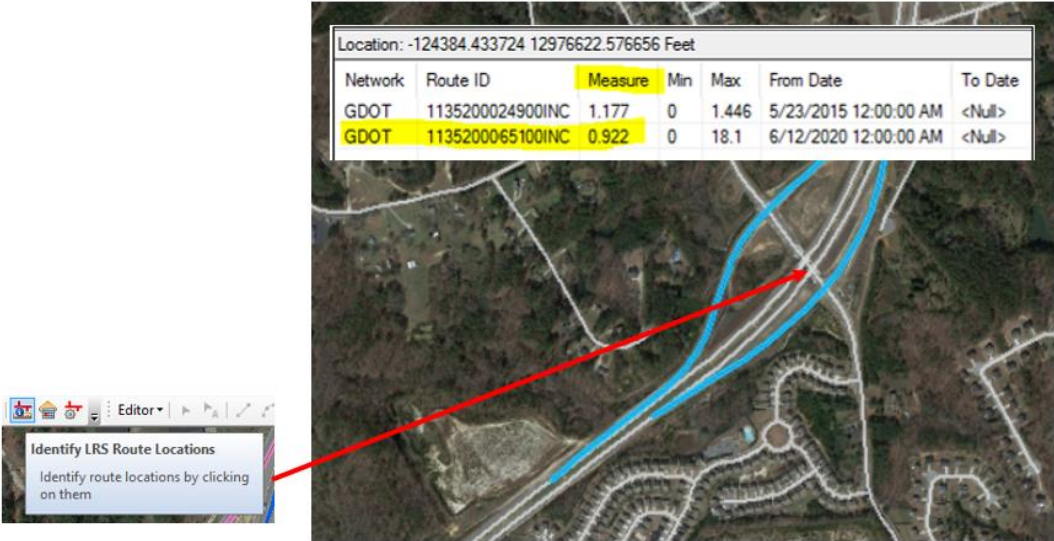 Location: -124384.433724 12976622.576656 Feet
Network Route ID Measure Min Max From Date To Date
GDOT 1135200024900INC 1.177 0 1.446 5/23/2015 12:00:00 AM <Null>
GDOT 1135200065100INC 0.922 0 18.1 6/12/2020 12:00:00 AM <Null>
Editor
Identify LRS Route Locations
Identify route locations by clicking
on them